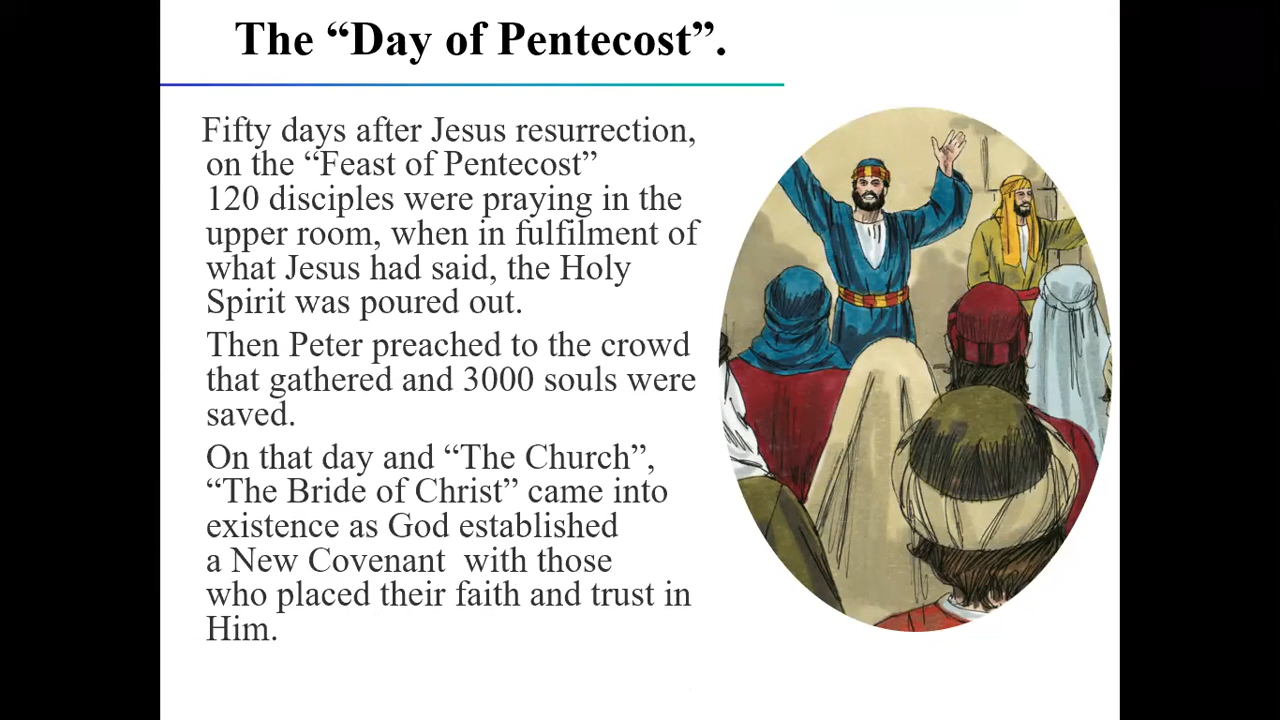 The “Day of Pentecost”.
Fifty days after Jesus resurrection,
on the “Feast of Pentecost”
120 disciples were praying in the
upper room, when in fulfilment of
what Jesus had said, the Holy
Spirit was poured out.
Then Peter preached to the crowd
that gathered and 3000 souls were
saved.
On that day and “The Church”,
“The Bride of Christ” came into
existence as God established
a New Covenant  with those
who placed their faith and trust in
Him.